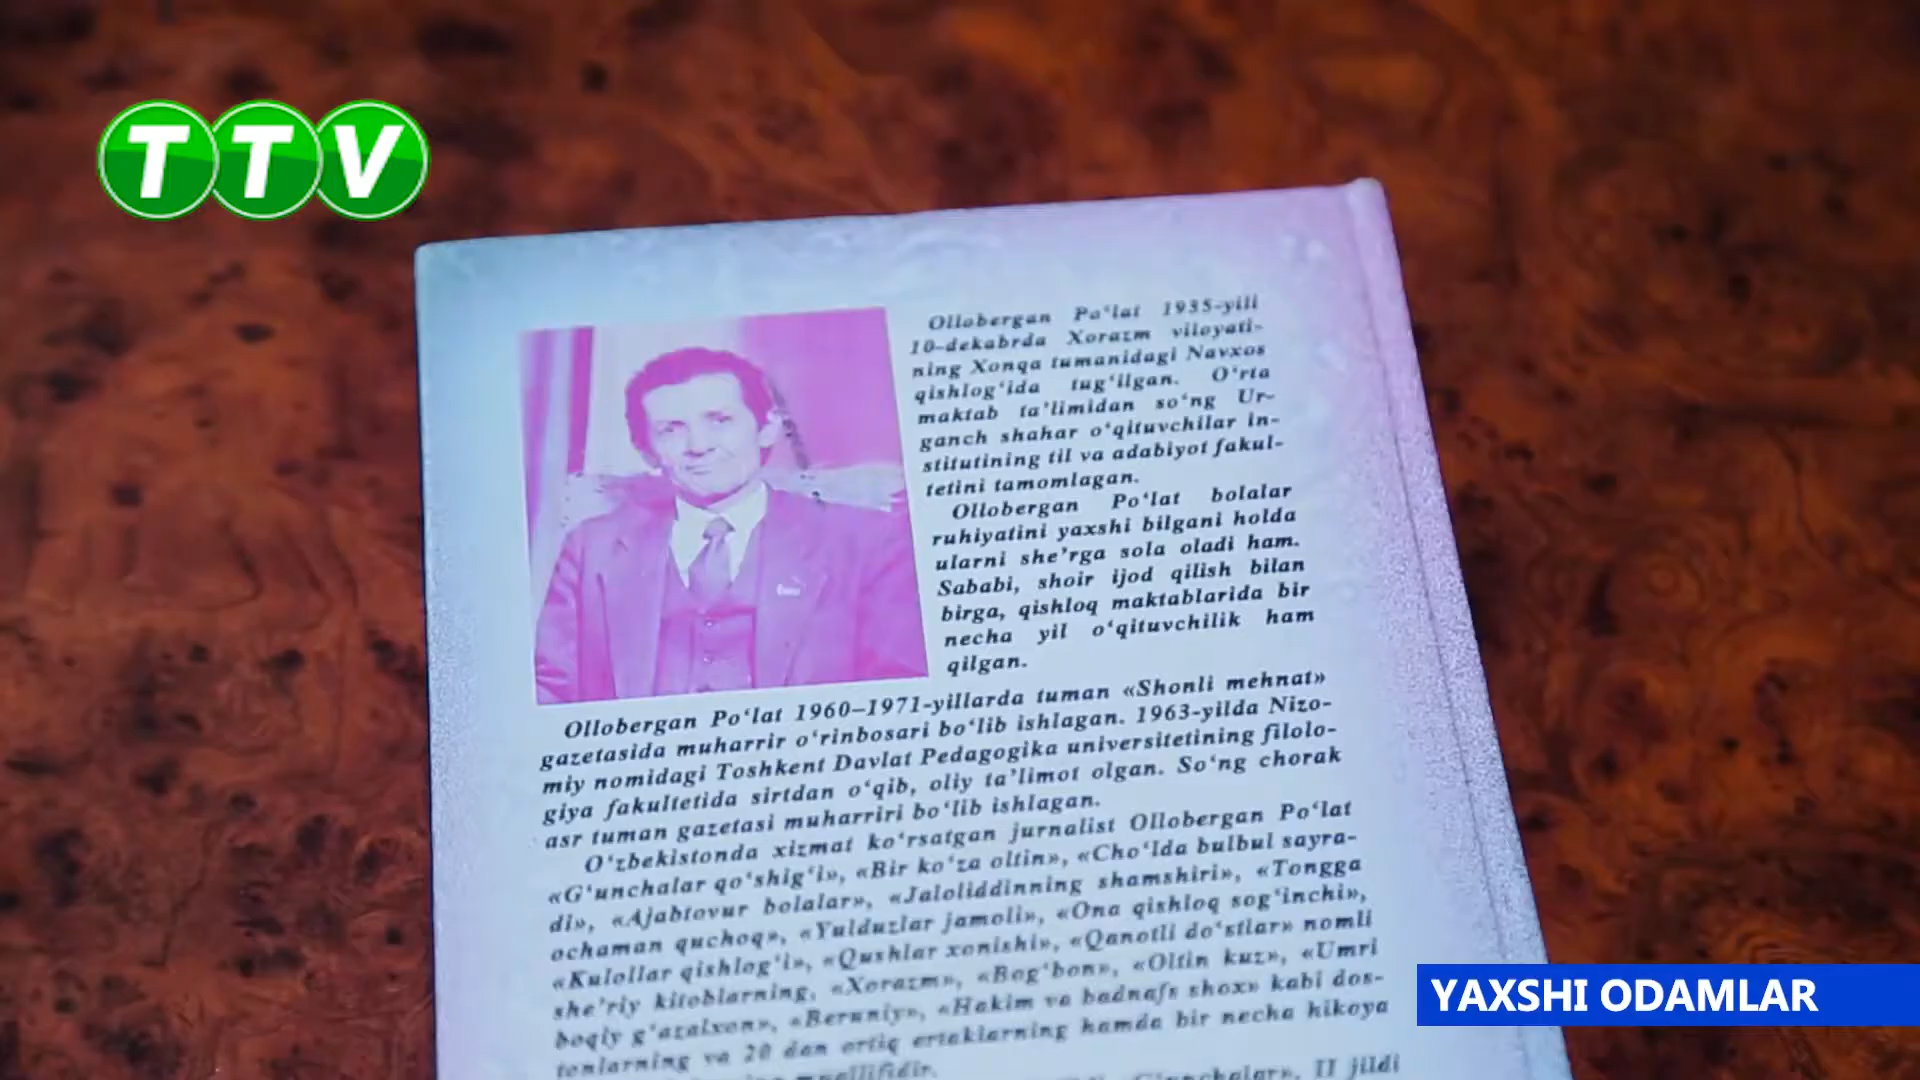 TTV
Ollobergan Po‘lat 1935-yili
10-dekabrda Xorazm viloyati-
ning Xonqa tumanidagi Navxos
qishlog‘ida tug‘ilgan. O‘rta
maktab ta’limidan so‘ng Ur-
ganch shahar o‘qituvchilar in-
stitutining til va adabiyot fakul-
tetini tamomlagan.
Ollobergan Po‘lat bolalar
ruhiyatini yaxshi bilgani holda
ularni she’rga sola oladi ham.
Sababi, shoir ijod qilish bilan
birga, qishloq maktablarida bir
necha yil o‘qituvchilik ham
qilgan.
Ollobergan Po‘lat 1960–1971-yillarda tuman «Shonli mehnat»
gazetasida muharrir o‘rinbosari bo‘lib ishlagan. 1963-yilda Nizo-
miy nomidagi Toshkent Davlat Pedagogika universitetining filolo-
giya fakultetida sirtdan o‘qib, oliy ta’limot olgan. So‘ng chorak
asr tuman gazetasi muharriri bo‘lib ishlagan.
O‘zbekistonda xizmat ko‘rsatgan jurnalist Ollobergan Po‘lat
«G‘unchalar qo‘shig‘i», «Bir ko‘za oltin», «Cho‘lda bulbul sayra-
di», «Ajabtovur bolalar», «Jaloliddinning shamshiri», «Tongga
ochaman quchoq», «Yulduzlar jamoli», «Ona qishloq sog‘inchi»,
«Kulollar qishlog‘i», «Qushlar xonishi», «Qanotli do‘stlar» nomli
she’riy kitoblarning, «Xorazm», «Bog‘bon», «Oltin kuz», «Umri
boqiy g‘azalxon», «Beruniy», «Hakim va badnafs shox» kabi dos-
tonlarning va 20 dan ortiq ertaklarning hamda bir necha hikoya
muallifidir.
II jildi
YAXSHI ODAMLAR